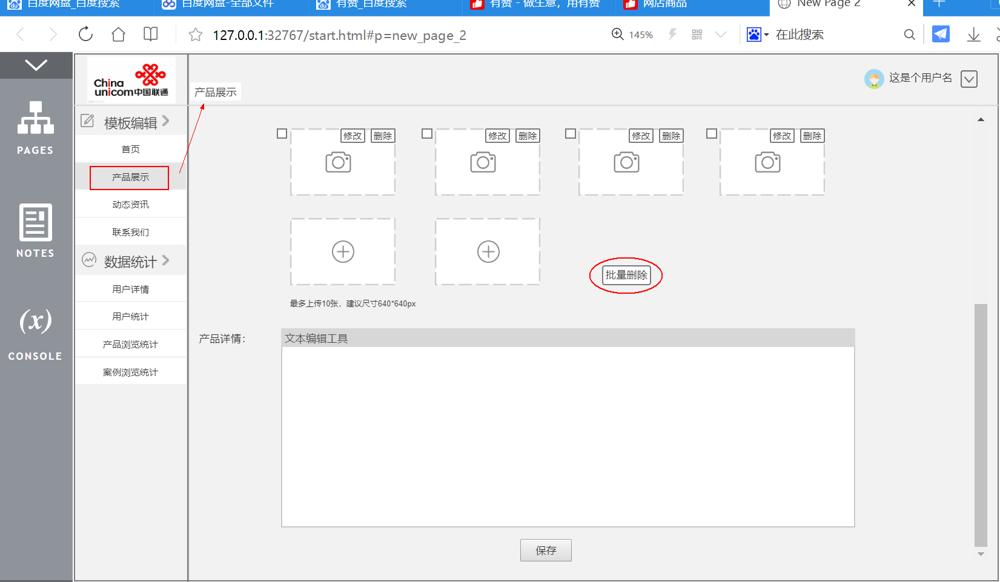 百度网盘_百度搜索
百度网盘-全部文件
有赞_百度搜索
有赞 - 做生意，用有赞
网店商品
New Page 2
127.0.0.1:32767/start.html#p=new_page_2
145%
在此搜索
PAGES
NOTES
(x)
CONSOLE
China
unicom中国联通
产品展示
这是个用户名
模板编辑
首页
产品展示
动态资讯
联系我们
数据统计
用户详情
用户统计
产品浏览统计
案例浏览统计
修改 删除 修改 删除 修改 删除 修改 删除
批量删除
最多上传10张，建议尺寸640*640px
产品详情：
文本编辑工具
保存